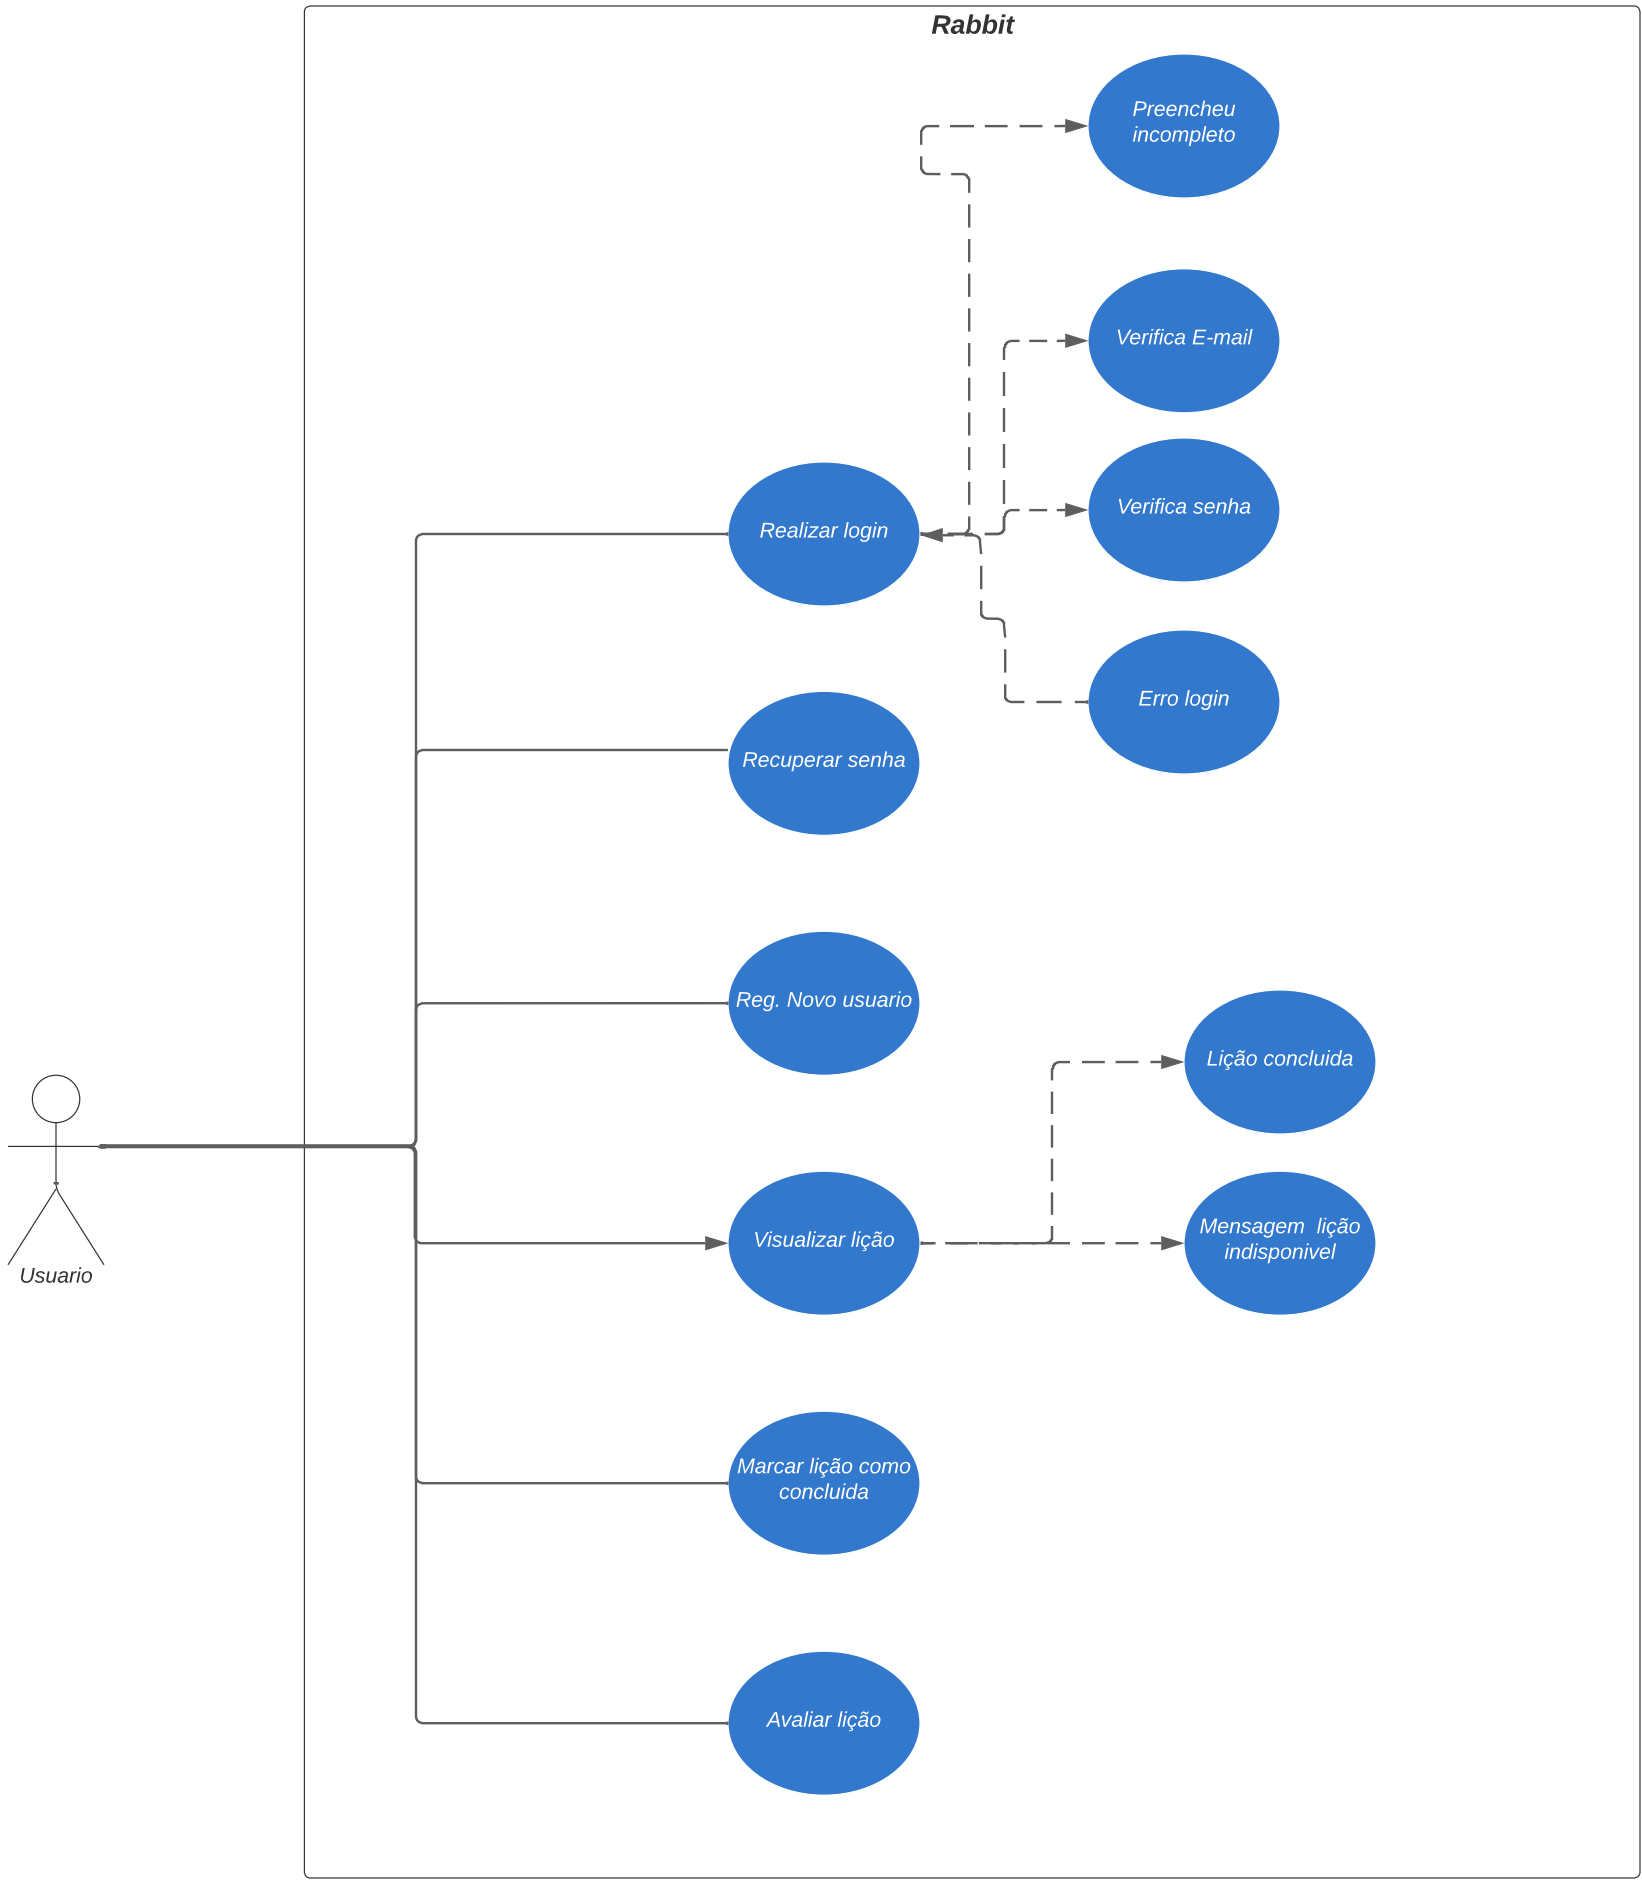 Rabbit
Preencheu
incompleto
Verifica E-mail
Verifica senha
Realizar login
Erro login
Recuperar senha
Reg. Novo usuario
Lição concluida
Visualizar lição
Mensagem  lição
indisponivel
Usuario
Marcar lição como
concluida
Avaliar lição